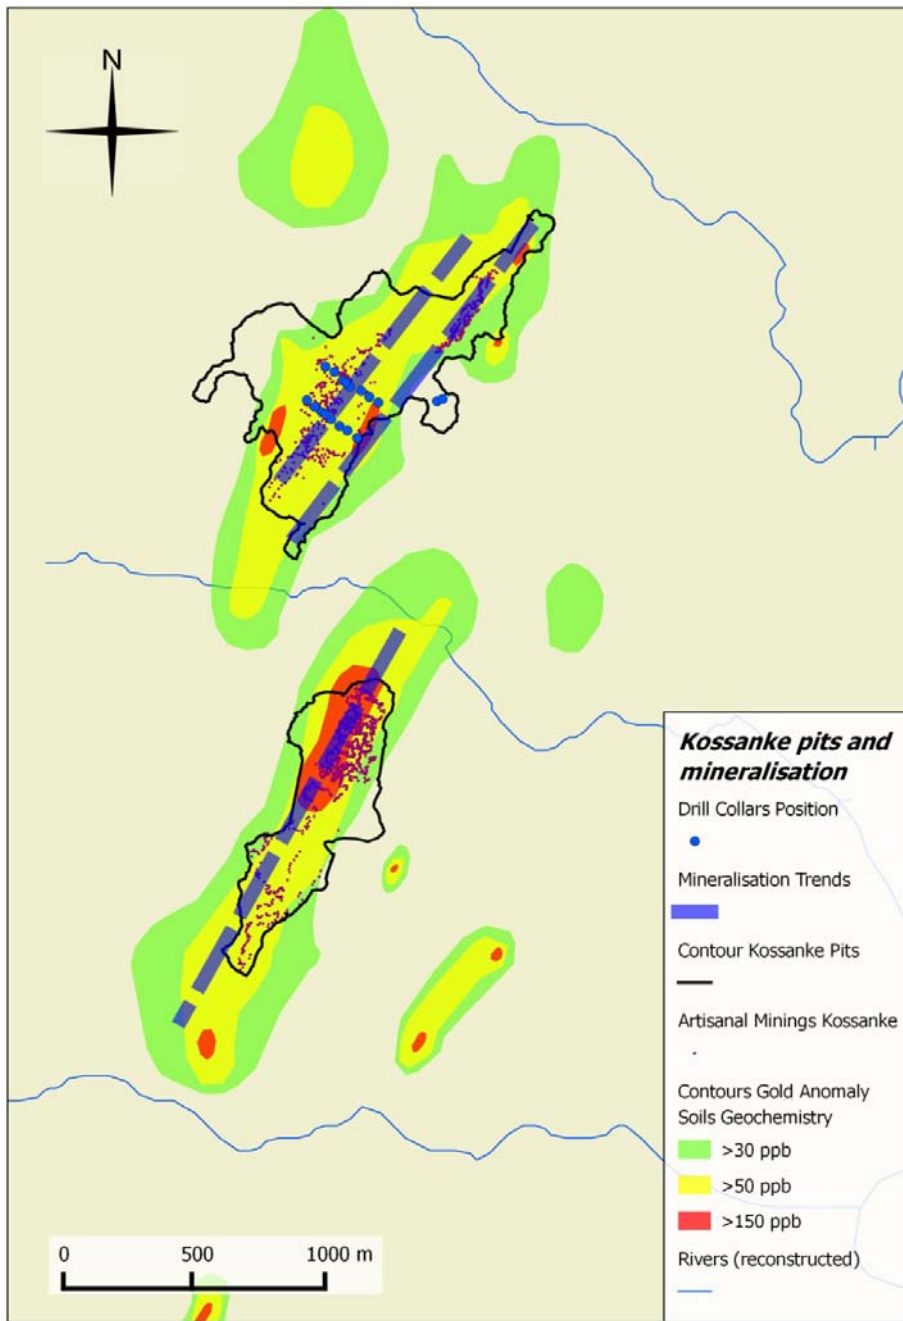 N
Kossanke pits and
mineralisation
Drill Collars Position
Mineralisation Trends
Contour Kossanke Pits
Artisanal Minings Kossanke
Contours Gold Anomaly
Soils Geochemistry
>30 ppb
>50 ppb
>150 ppb
Rivers (reconstructed)
0 500 1000 m